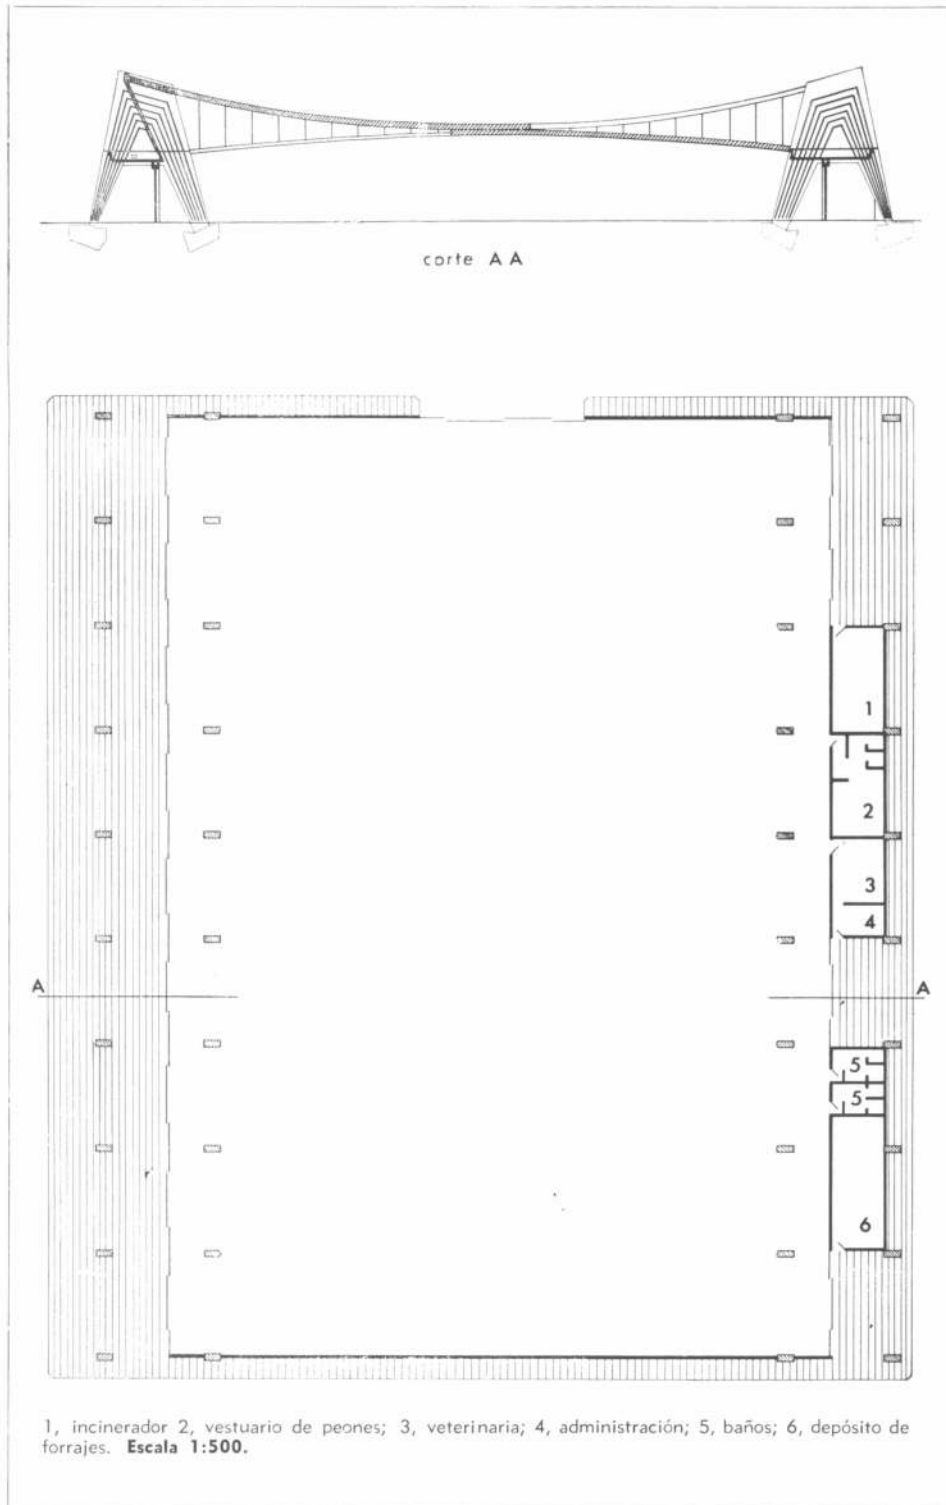 corte A A
1
2
3
4
A A
5
5
6
1, incinerador 2, vestuario de peones; 3, veterinaria; 4, administración; 5, baños; 6, depósito de
forrajes. Escala 1:500.